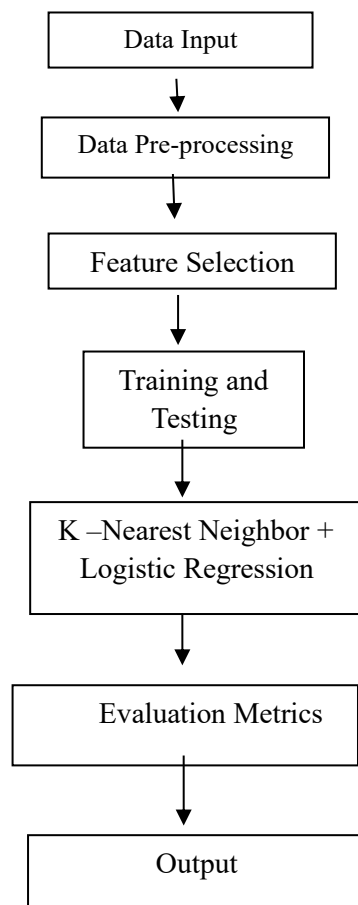 Data Input
Data Pre-processing
Feature Selection
Training and
Testing
K –Nearest Neighbor +
Logistic Regression
Evaluation Metrics
Output